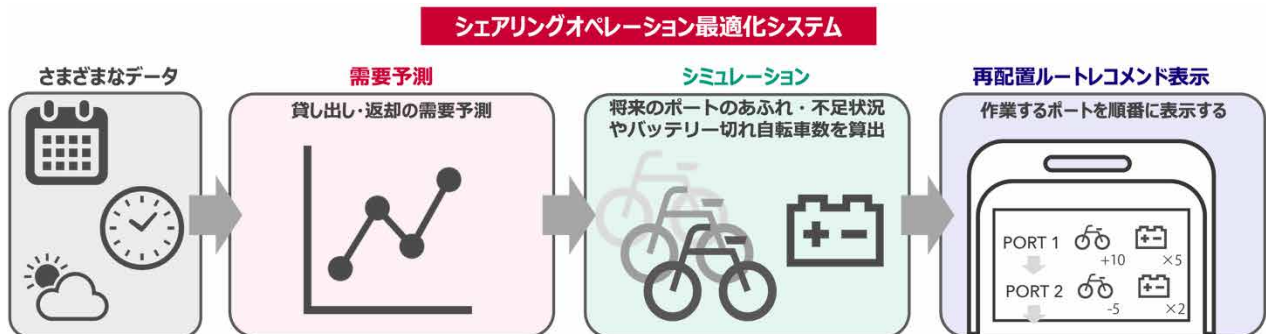 シェアリングオペレーション最適化システム
さまざまなデータ
需要予測
貸し出し・返却の需要予測
シミュレーション
将来のポートのあふれ・不足状況
やバッテリー切れ自転車数を算出
再配置ルートレコメンド表示
作業するポートを順番に表示する
PORT 1
+10
×5
PORT 2
-5
×2